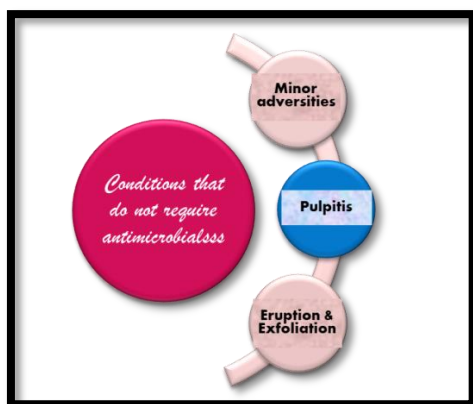 Conditions that
do not require
antimicrobialsss
Minor
adversities
Pulpitis
Eruption &
Exfoliation